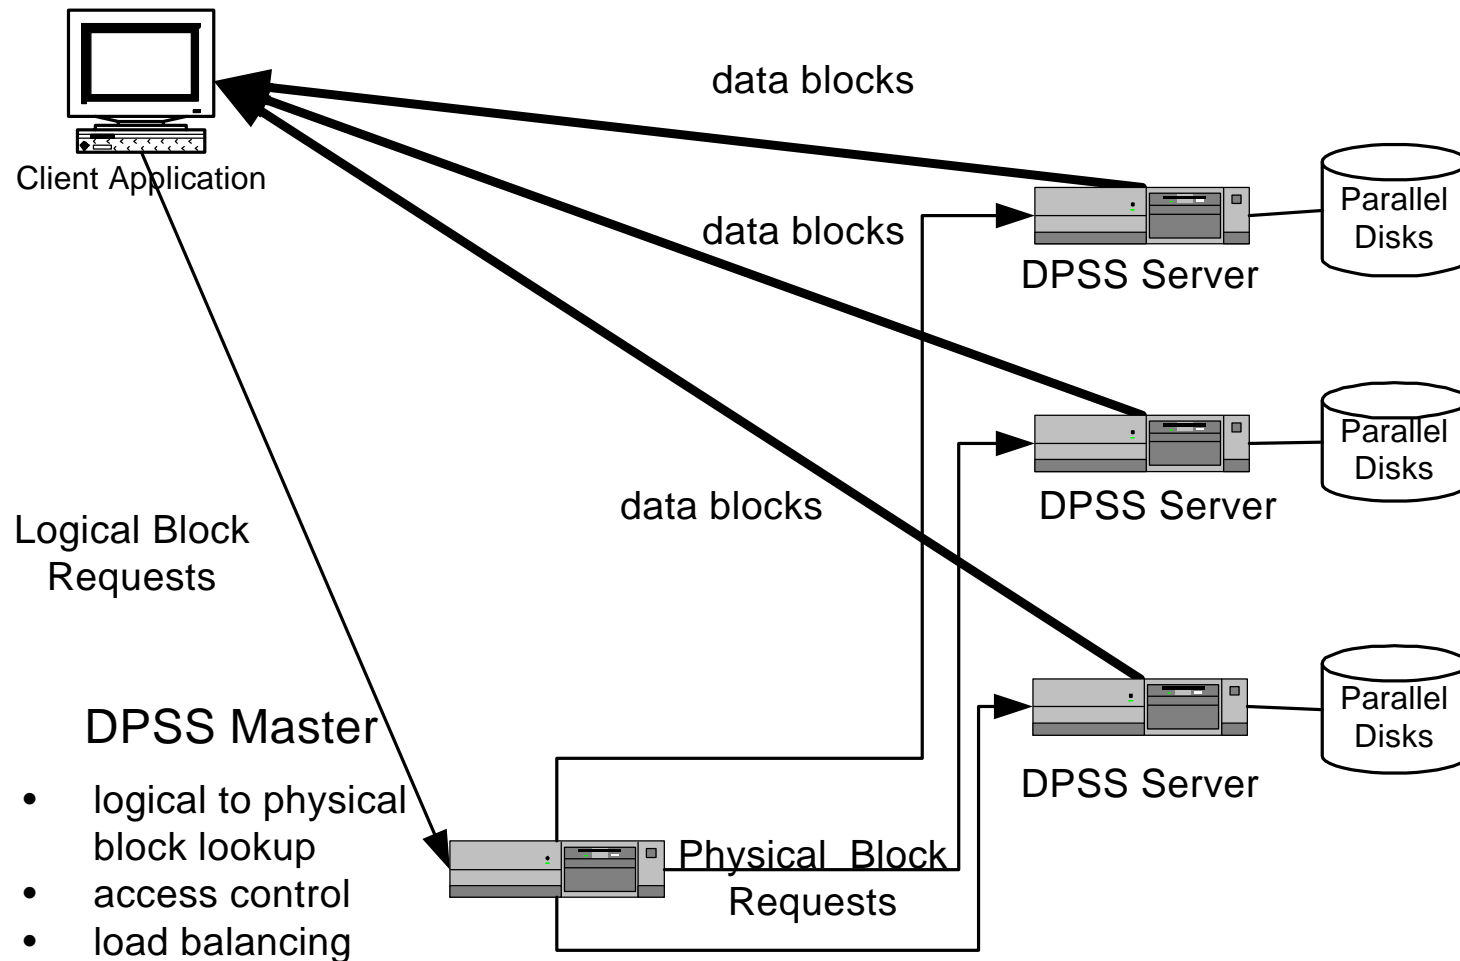 data blocks
Client Application
Parallel
Disks
data blocks
DPSS Server
Parallel
Disks
data blocks
DPSS Server
Logical Block
Requests
Parallel
Disks
DPSS Master
DPSS Server
• logical to physical
block lookup
• access control
• load balancing
Physical Block
Requests